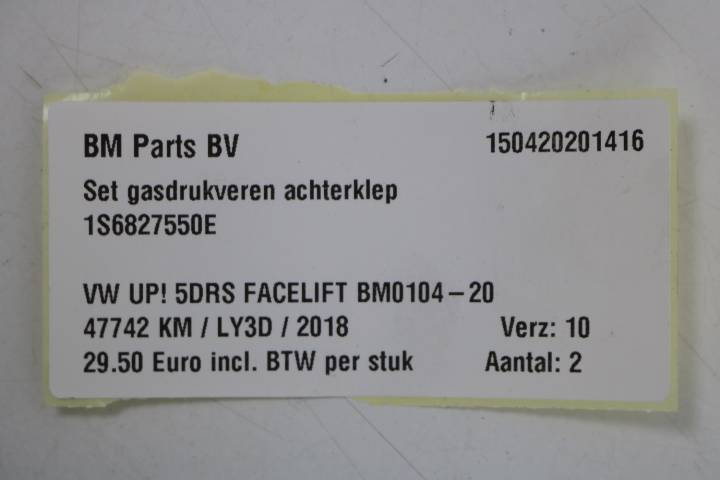 BM Parts BV 150420201416
Set gasdrukveren achterklep
1S6827550E
VW UP! 5DRS FACELIFT BM0104-20
47742 KM / LY3D / 2018 Verz: 10
29.50 Euro incl. BTW per stuk Aantal: 2